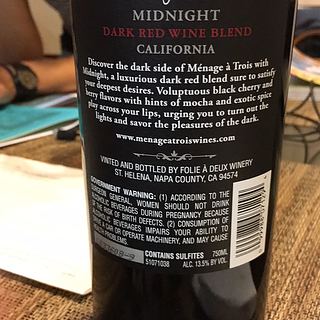 MIDNIGHT
DARK RED WINE BLEND
CALIFORNIA
Discover the dark side of Ménage à Trois with
Midnight, a luxurious dark red blend sure to satisfy
your deepest desires. Voluptuous black cherry and
berry flavors with hints of mocha and exotic spice
play across your lips, urging you to turn out the
lights and savor the pleasures of the dark.
www.menageatroiswines.com
VINTED AND BOTTLED BY FOLIE À DEUX WINERY
ST. HELENA, NAPA COUNTY, CA 94574
GOVERNMENT WARNING: (1) ACCORDING TO THE
SURGEON GENERAL, WOMEN SHOULD NOT DRINK
ALCOHOLIC BEVERAGES DURING PREGNANCY BECAUSE
OF THE RISK OF BIRTH DEFECTS. (2) CONSUMPTION OF
ALCOHOLIC BEVERAGES IMPAIRS YOUR ABILITY TO
DRIVE A CAR OR OPERATE MACHINERY, AND MAY CAUSE
HEALTH PROBLEMS.
CONTAINS SULFITES 750ML
51071038 ALC. 13.5% BY VOL.